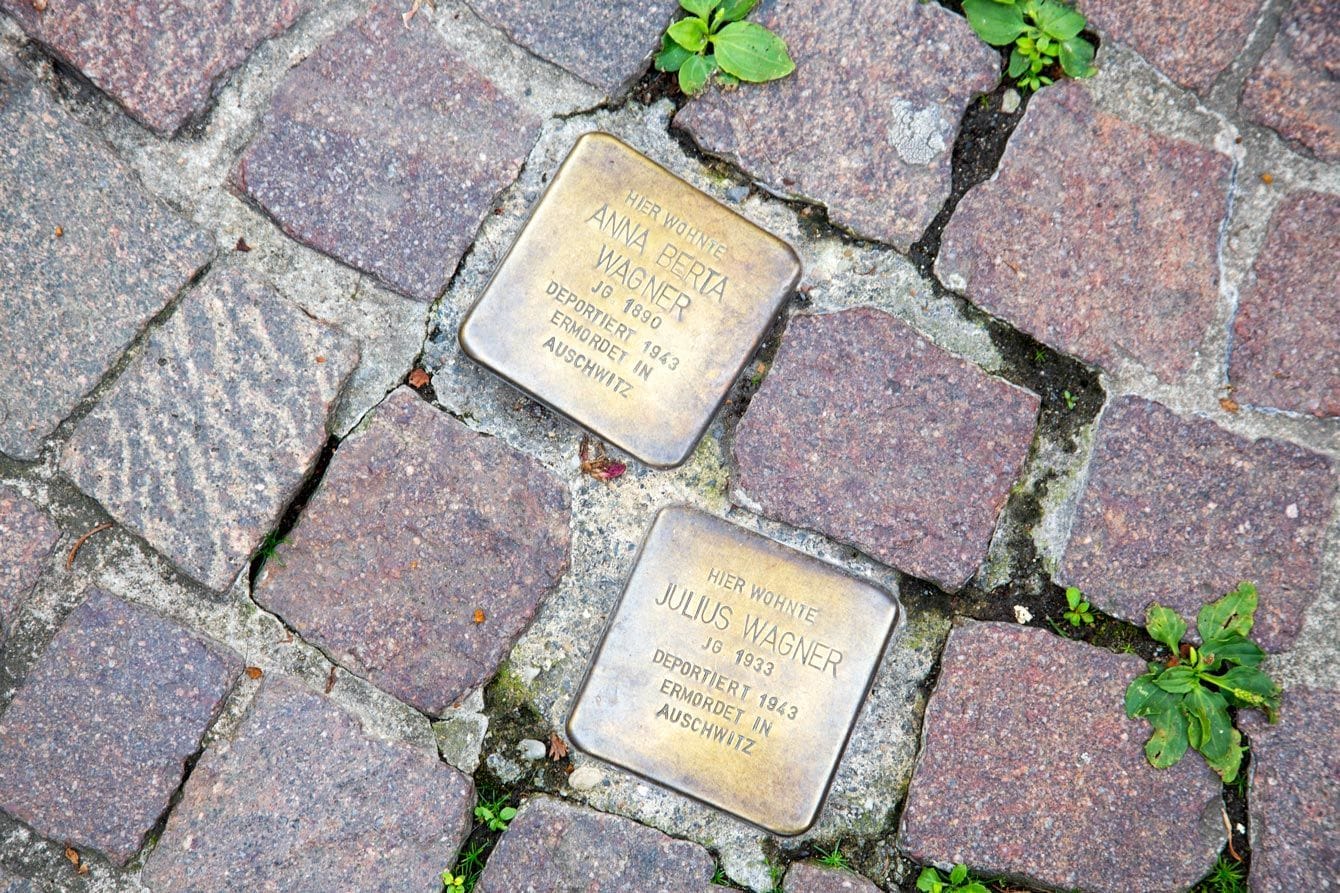 HIER WOHNTE
ANNA BERTA
WAGNER
JG 1890
DEPORTIERT 1943
ERMORDET IN
AUSCHWITZ
HIER WOHNTE
JULIUS WAGNER
JG 1933
DEPORTIERT 1943
ERMORDET IN
AUSCHWITZ